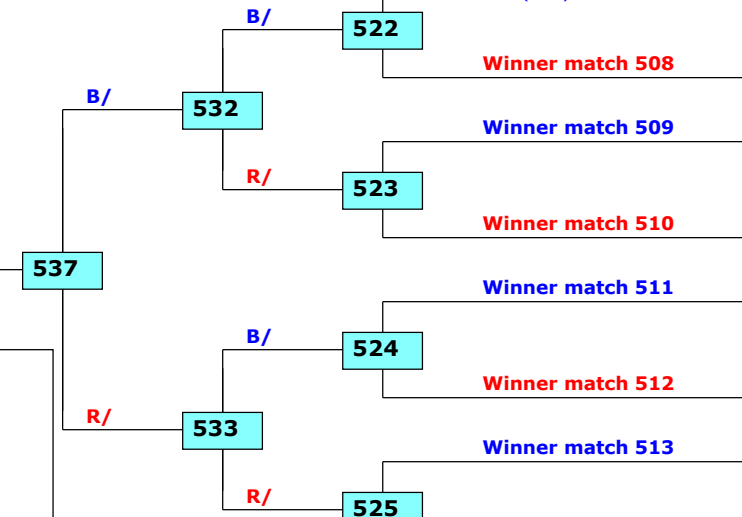 B/
522
Winner match 508
B/
532
Winner match 509
R/
523
Winner match 510
537
Winner match 511
B/
524
Winner match 512
R/
533
Winner match 513
R/
525